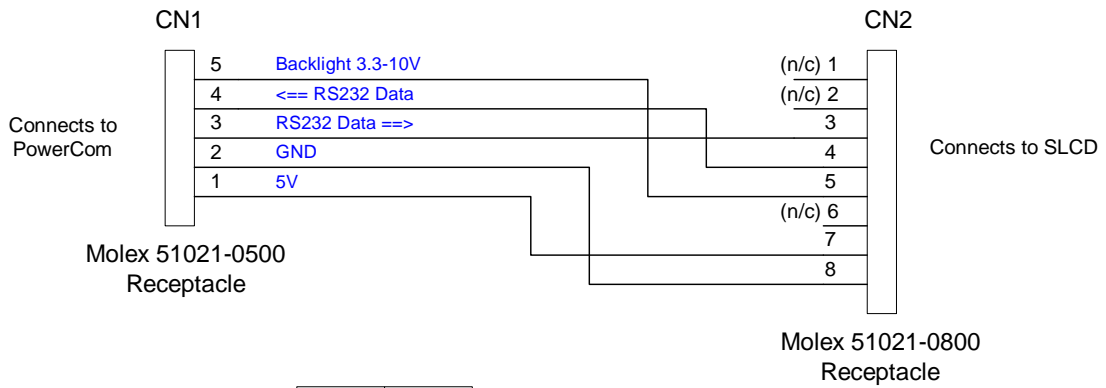 CN1
CN2
5 Backlight 3.3-10V
4 <== RS232 Data
3 RS232 Data ==>
2 GND
1 5V
Connects to
PowerCom
Molex 51021-0500
Receptacle
(n/c) 1
(n/c) 2
3
4
5
(n/c) 6
7
8
Connects to SLCD
Molex 51021-0800
Receptacle